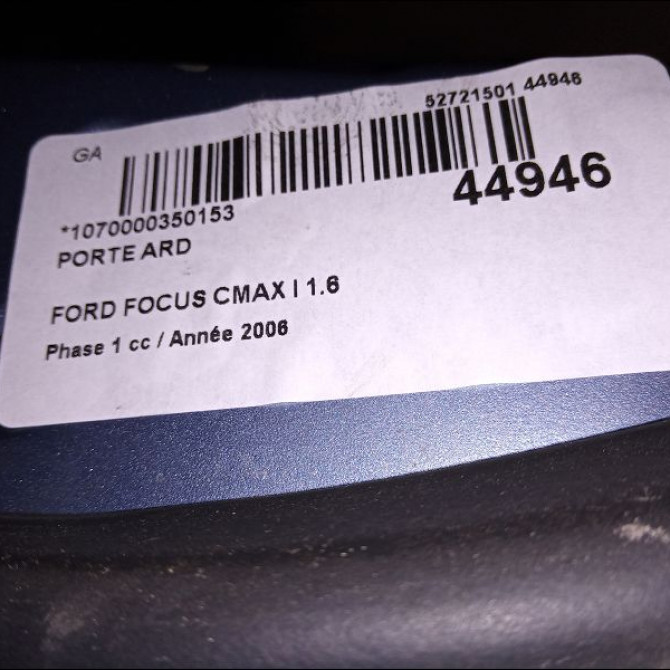 GA
52721501 44946
44946
*1070000350153
PORTE ARD
FORD FOCUS CMAX I 1.6
Phase 1 cc / Année 2006